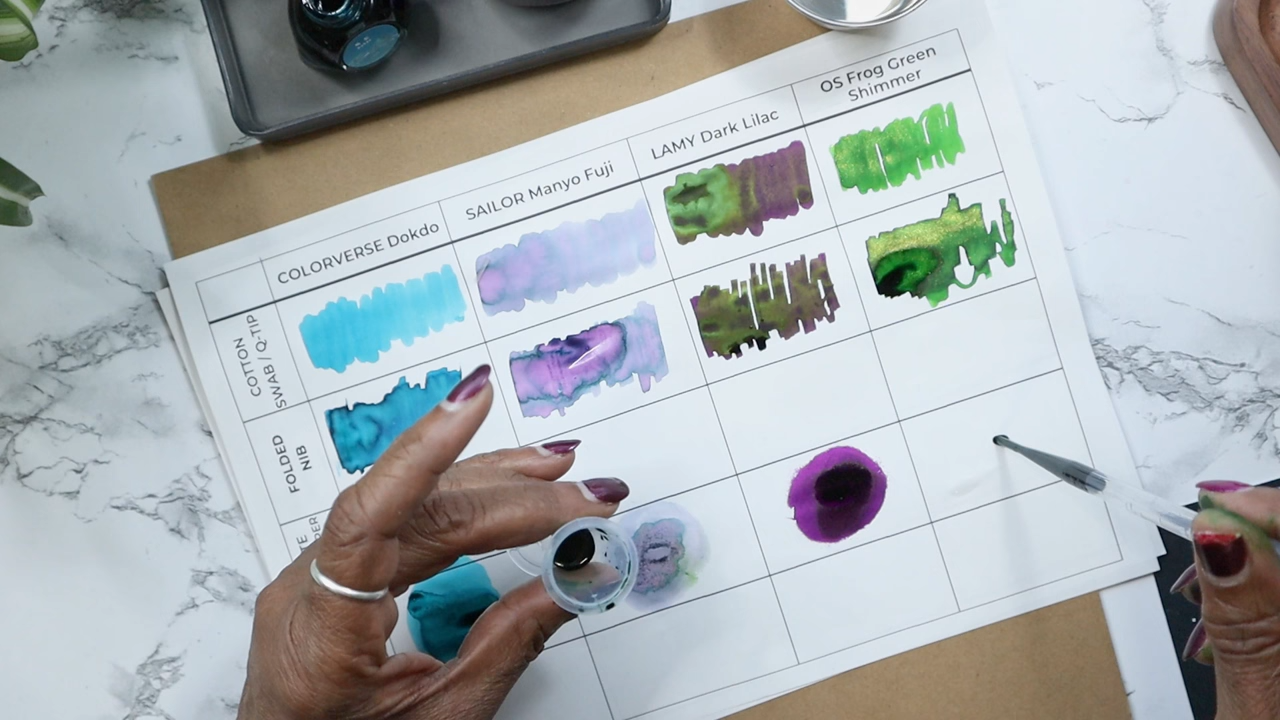 COLORVERSE Dokdo
SAILOR Manyo Fuji
LAMY Dark Lilac
OS Frog Green
Shimmer
COTTON
SWAB/Q-TIP
FOLDED
NIB